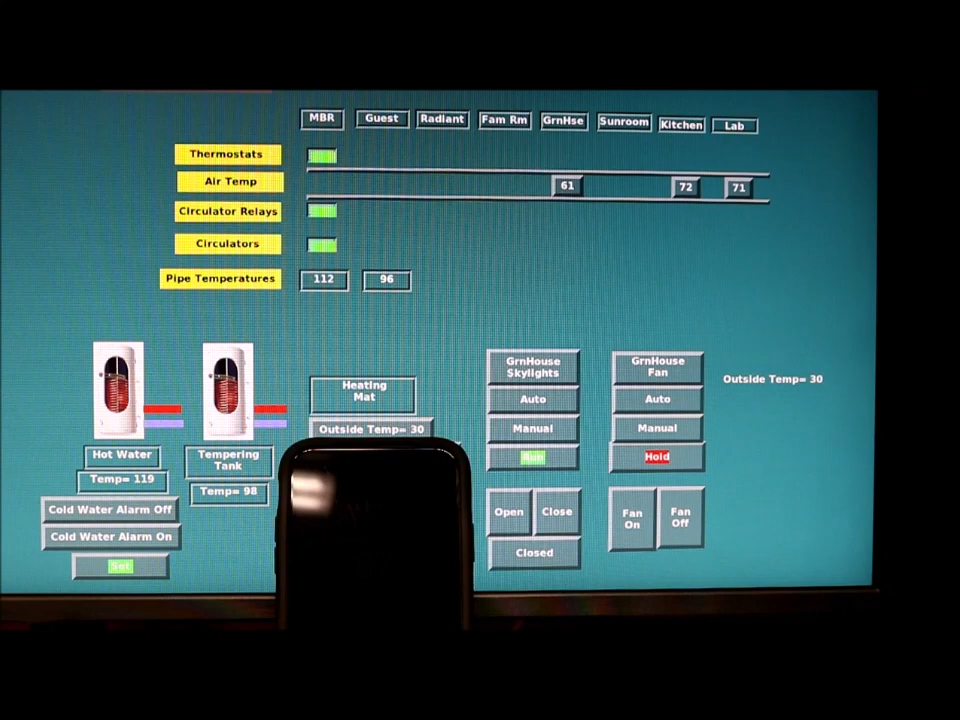 MBR Guest Radiant Fam Rm GrnHse Sunroom Kitchen Lab
Thermostats
Air Temp 61 72 71
Circulator Relays
Circulators
Pipe Temperatures 112 96
Heating
Mat
Outside Temp= 30
GrnHouse
Skylights
Auto
Manual
Run
GrnHouse
Fan
Auto
Manual
Hold
Outside Temp= 30
Hot Water
Temp= 119
Tempering
Tank
Temp= 98
Cold Water Alarm Off
Cold Water Alarm On
Set
Open Close
Closed
Fan
On
Fan
Off